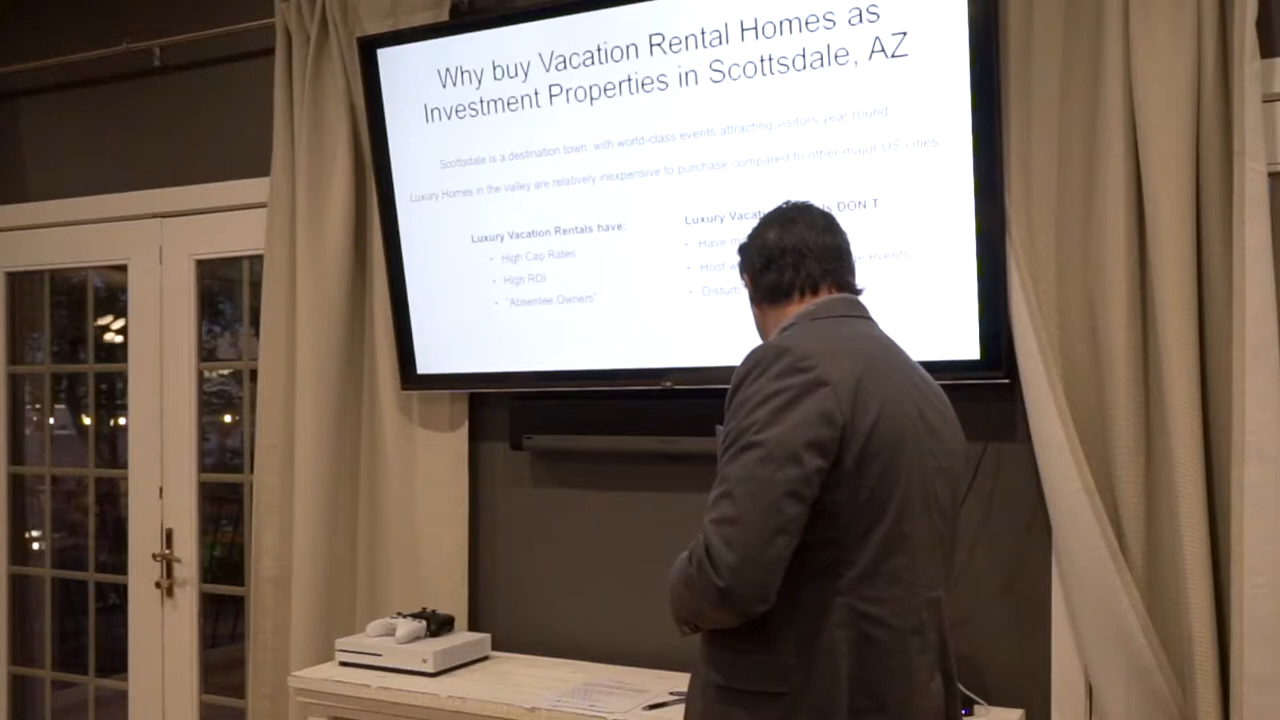 Why buy Vacation Rental Homes as
Investment Properties in Scottsdale, AZ
Scottsdale is a destination town, with world-class events attracting visitors year round
Luxury Homes in the valley are relatively inexpensive to purchase compared to other major US cities
Luxury Vacation Rentals have:
• High Cap Rates
• High ROI
• "Absentee Owners"
Luxury DON T
• Have
• Host events
• Disturb